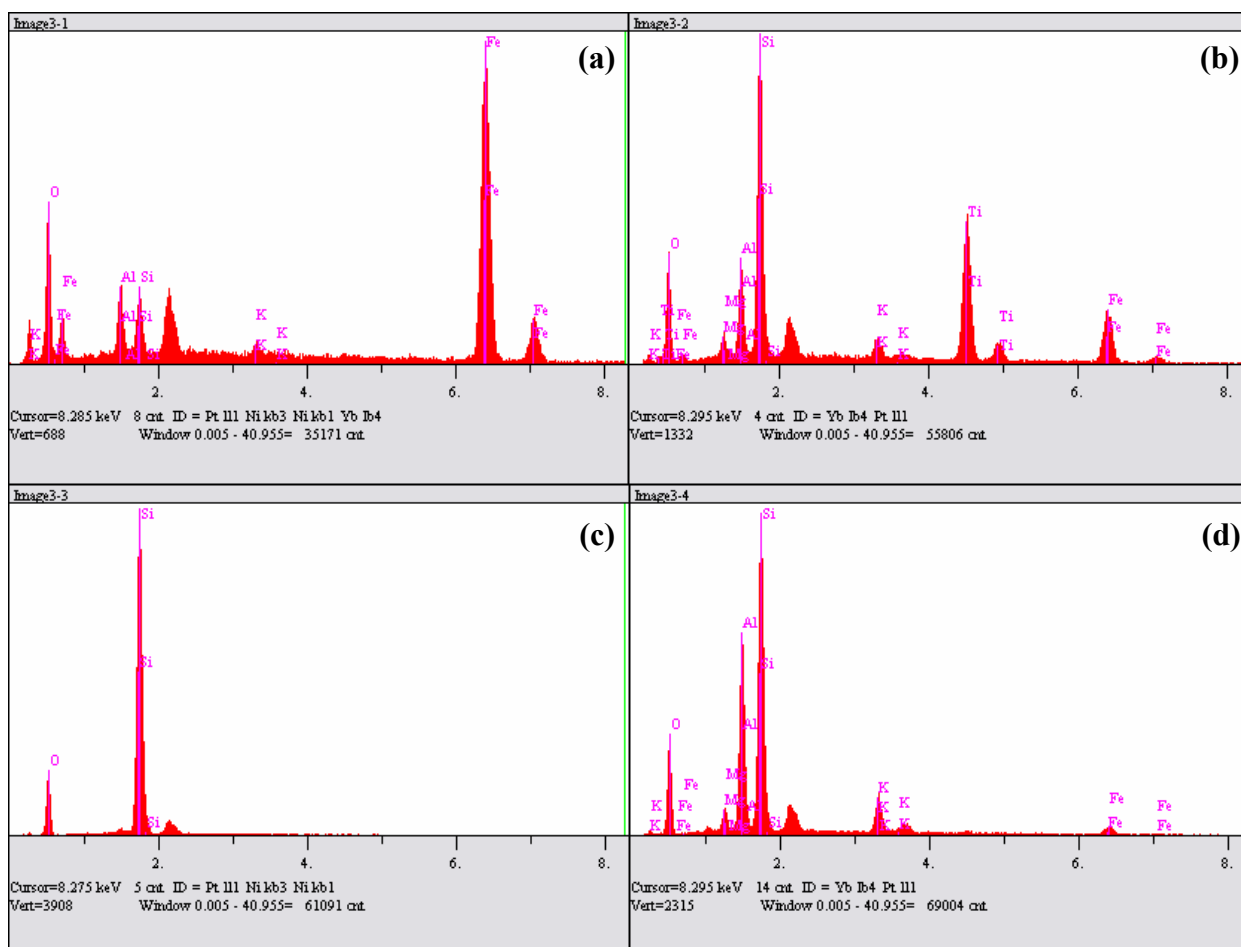 Image3-1
(a)
Fe
Fe
O
Fe
Fe
Al Si
Al Si
Al Si
K
K
K
K
K
K
Fe
Fe
2. 4. 6. 8.
Cursor=8.285 keV 8 cnt ID = Pt ll1 Ni kb3 Ni kb1 Yb lb4
Vert=688 Window 0.005 - 40.955= 35171 cnt
Image3-2
(b)
Si
Si
Si
O
Al
Al
Ti Fe
Ti Fe
Fe
K
K
K
K
K
K
Ti
Ti
Ti
Ti
Fe
Fe
Fe
Fe
2. 4. 6. 8.
Cursor=8.295 keV 4 cnt ID = Yb lb4 Pt ll1
Vert=1332 Window 0.005 - 40.955= 55806 cnt
Image3-3
(c)
Si
Si
Si
O
2. 4. 6. 8.
Cursor=8.275 keV 5 cnt ID = Pt ll1 Ni kb3 Ni kb1
Vert=3908 Window 0.005 - 40.955= 61091 cnt
Image3-4
(d)
Si
Si
Si
Al
Al
O
Fe
K Fe
K Fe
K
K
K
K
Fe
Fe
Fe
Fe
2. 4. 6. 8.
Cursor=8.295 keV 14 cnt ID = Yb lb4 Pt ll1
Vert=2315 Window 0.005 - 40.955= 69004 cnt